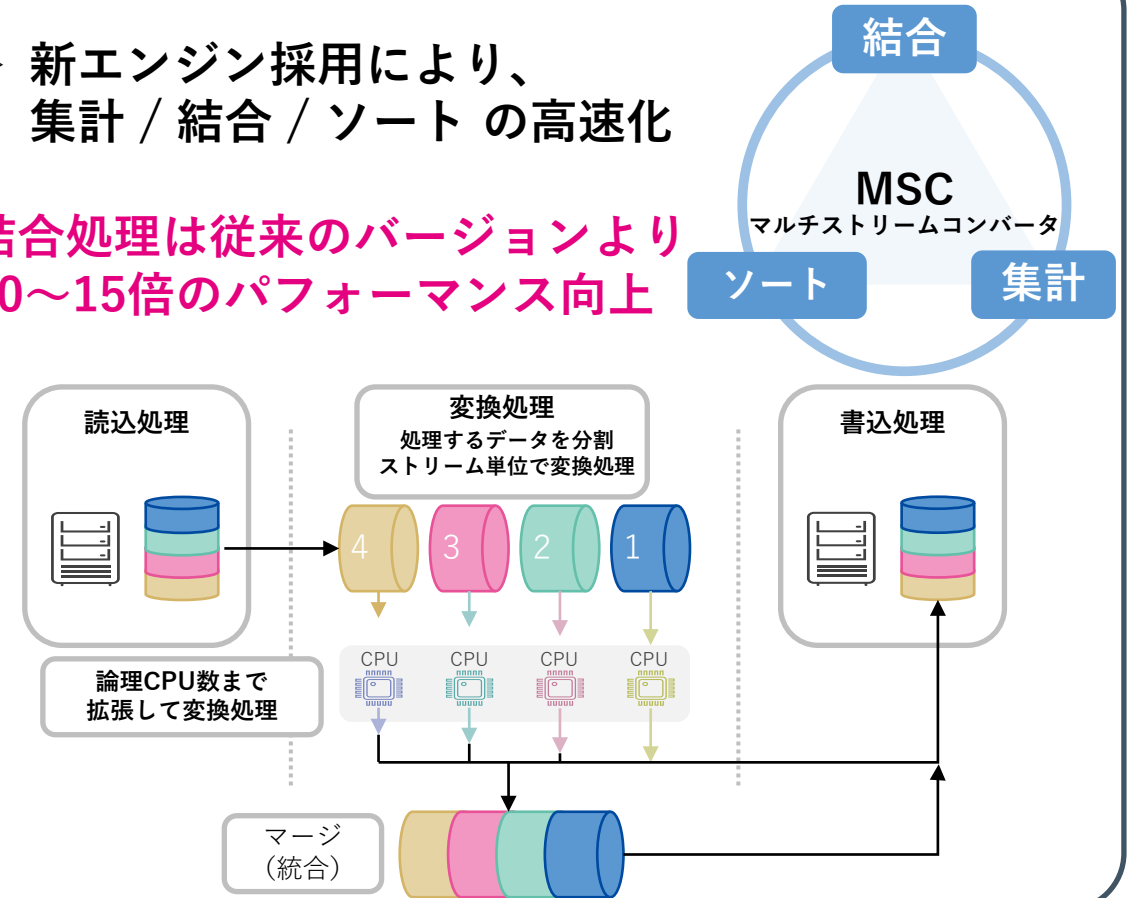 新エンジン採用により、
集計 / 結合 / ソート の高速化
結合処理は従来のバージョンより
0～15倍のパフォーマンス向上
結合
MSC
マルチストリームコンバータ
ソート
集計
読込処理
変換処理
処理するデータを分割
ストリーム単位で変換処理
書込処理
4
3
2
1
論理CPU数まで
拡張して変換処理
CPU
CPU
CPU
CPU
マージ
(統合)